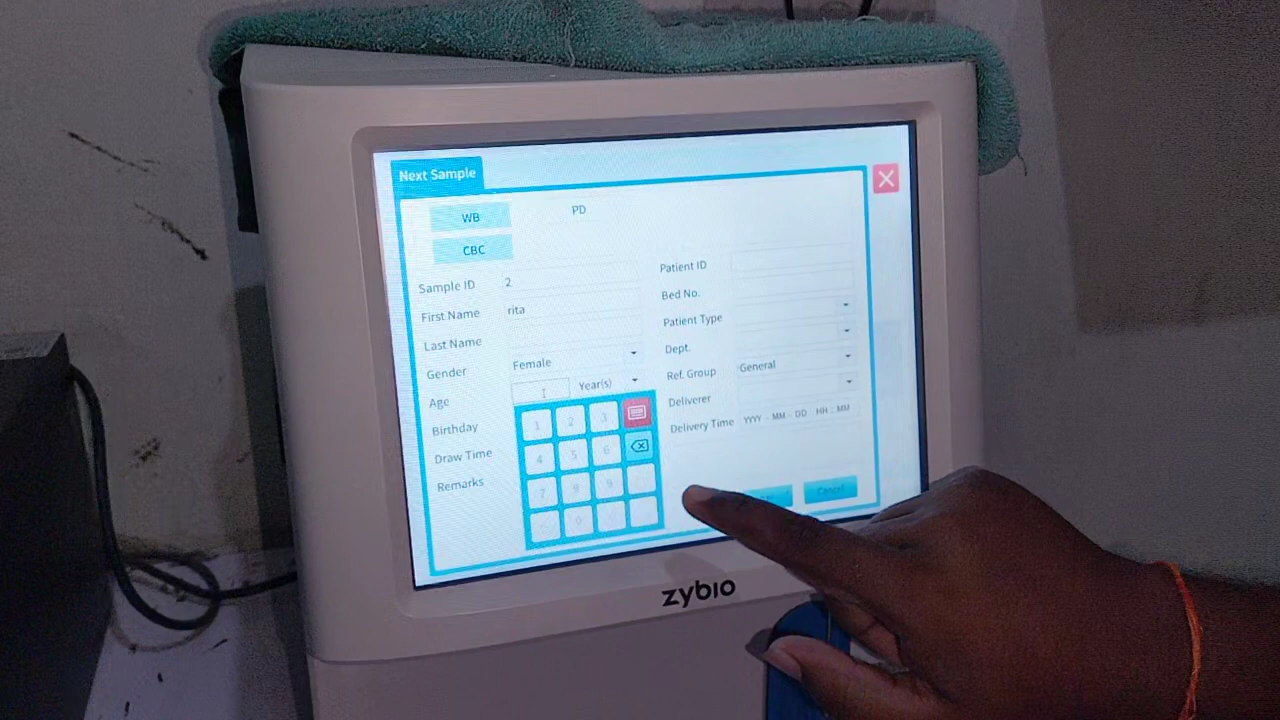 Next Sample
WB PD
CBC
Sample ID 2
First Name rita
Last Name
Gender Female
Age Year(s)
Birthday
Draw Time
Remarks
Patient ID
Bed No.
Patient Type
Dept.
Ref. Group General
Deliverer
Delivery Time YYYY - MM - DD HH : MM
1 2 3
4 5 6
7 8 9
0
Cancel
zybio